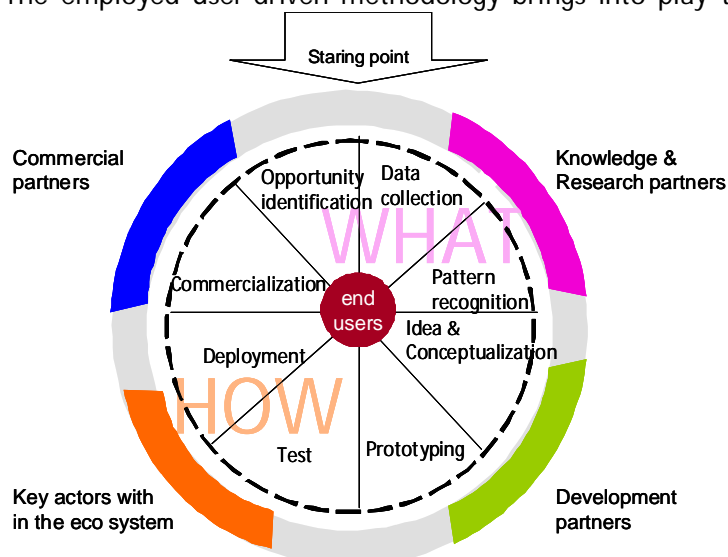 The employed user-driven methodology brings into play t
Staring point
Commercial
partners
Knowledge &
Research partners
Opportunity
identification
Data
collection
WHAT
Commercialization
Pattern
recognition
end
users
Idea &
Conceptualization
Deployment
HOW
Test
Prototyping
Key actors with
in the eco system
Development
partners